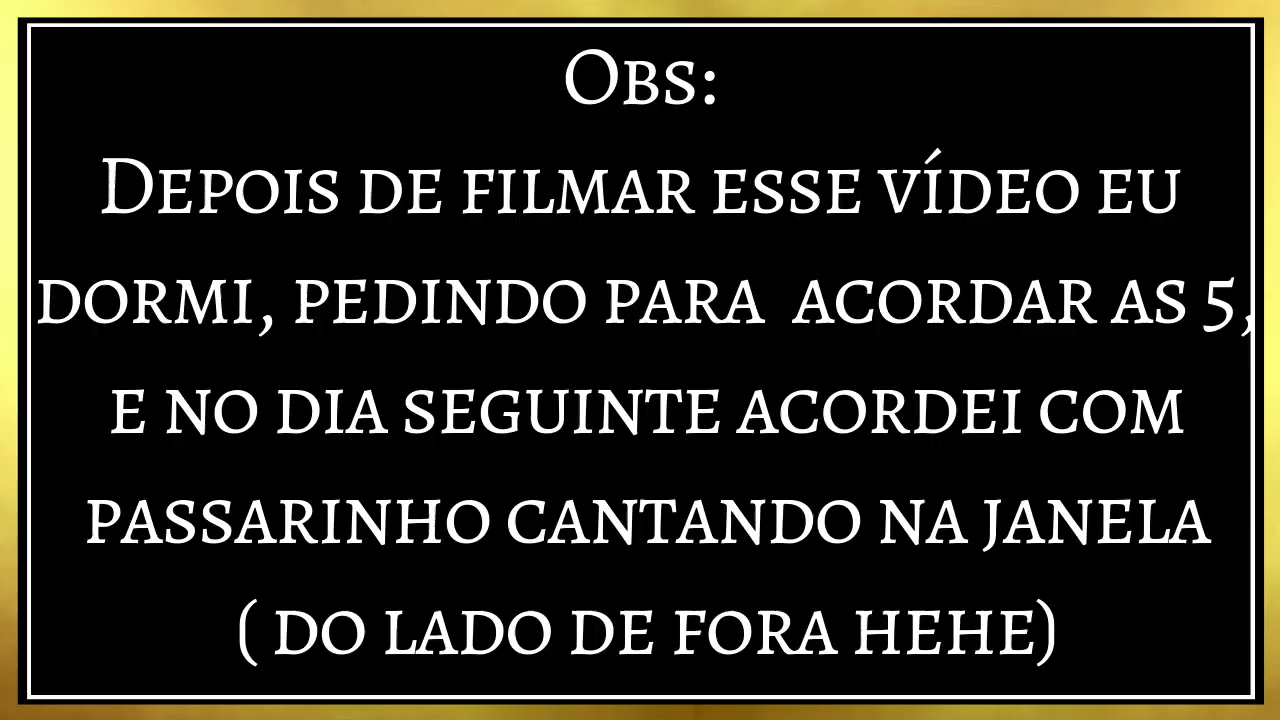 Obs:
Depois de filmar esse vídeo eu
dormi, pedindo para acordar as 5,
e no dia seguinte acordei com
passarinho cantando na janela
( do lado de fora hehe)